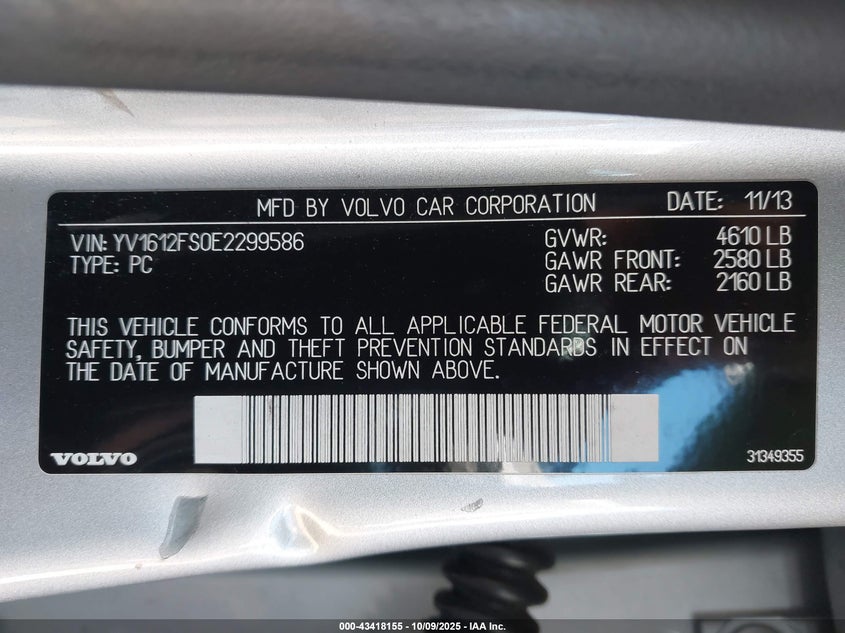 MFD BY VOLVO CAR CORPORATION DATE: 11/13
VIN: YV1612FS0E2299586 GVWR: 4610 LB
TYPE: PC GAWR FRONT: 2580 LB
GAWR REAR: 2160 LB
THIS VEHICLE CONFORMS TO ALL APPLICABLE FEDERAL MOTOR VEHICLE
SAFETY, BUMPER AND THEFT PREVENTION STANDARDS IN EFFECT ON
THE DATE OF MANUFACTURE SHOWN ABOVE.
VOLVO 31349355
000-43418155 - 10/09/2025 - IAA Inc.